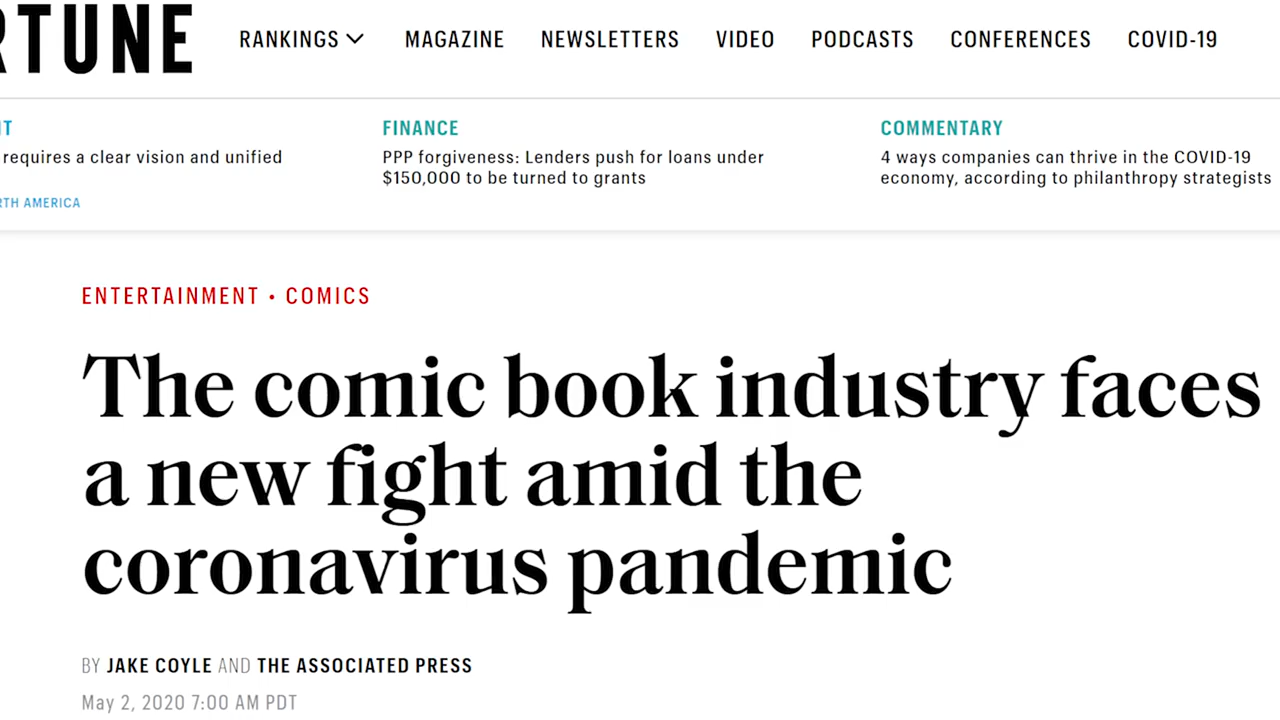 RTUNE
RANKINGS MAGAZINE NEWSLETTERS VIDEO PODCASTS CONFERENCES COVID-19
IT
requires a clear vision and unified
RTH AMERICA
FINANCE
PPP forgiveness: Lenders push for loans under
$150,000 to be turned to grants
COMMENTARY
4 ways companies can thrive in the COVID-19
economy, according to philanthropy strategists
ENTERTAINMENT • COMICS
The comic book industry faces
a new fight amid the
coronavirus pandemic
BY JAKE COYLE AND THE ASSOCIATED PRESS
May 2, 2020 7:00 AM PDT